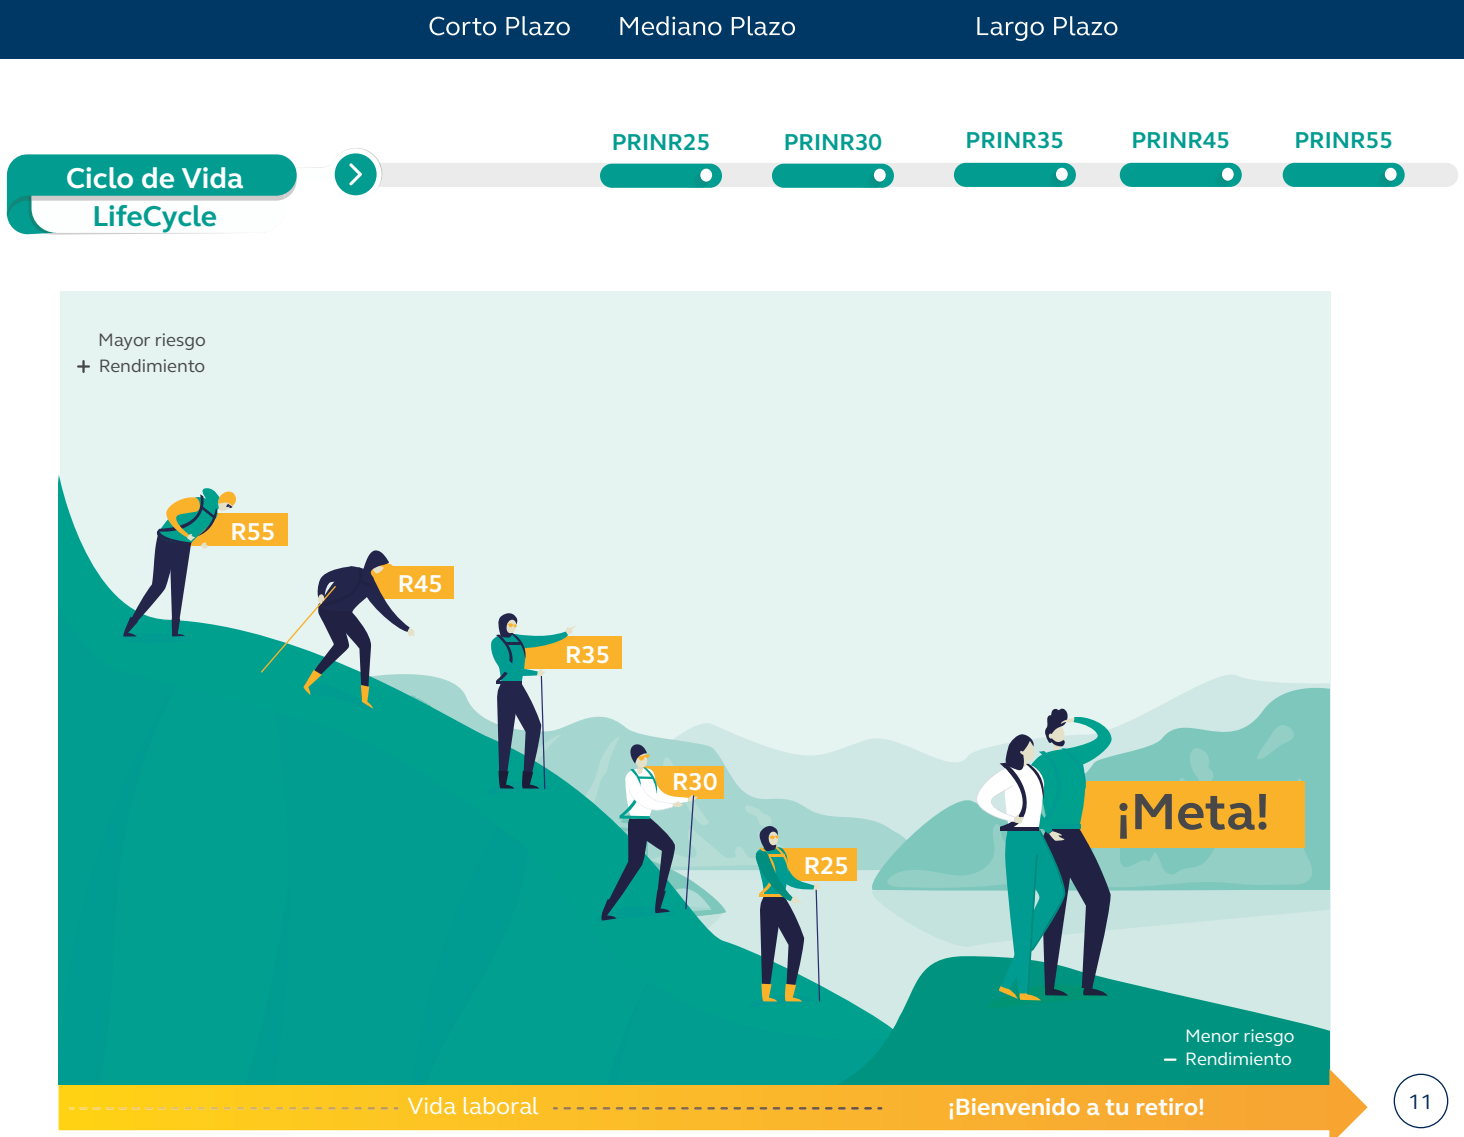 Corto Plazo Mediano Plazo Largo Plazo
PRINR25 PRINR30 PRINR35 PRINR45 PRINR55
Ciclo de Vida
LifeCycle
Mayor riesgo
+ Rendimiento
R55
R45
R35
R30
R25
¡Meta!
Menor riesgo
– Rendimiento
Vida laboral ¡Bienvenido a tu retiro!
11